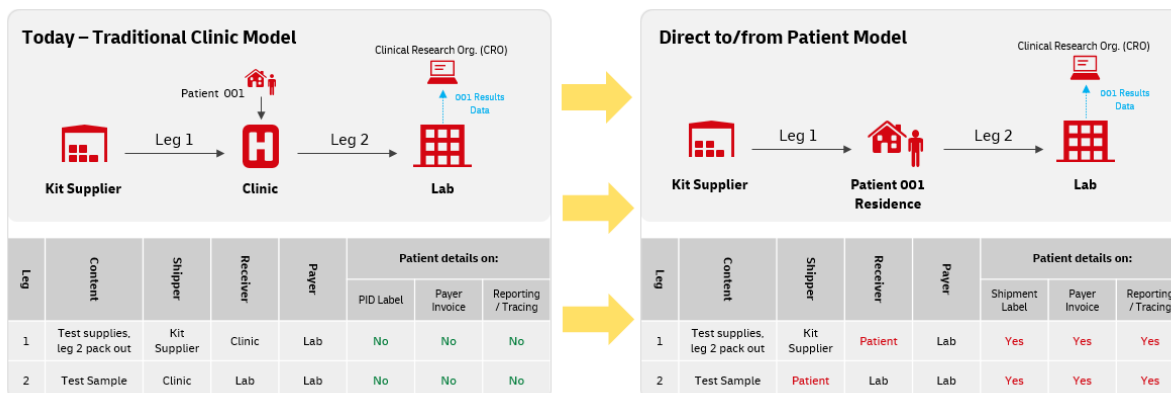 Today – Traditional Clinic Model
Clinical Research Org. (CRO)
Patient 001
001 Results
Data
Leg 1
Leg 2
Kit Supplier
Clinic
Lab
Leg
Content
Shipper
Receiver
Payer
Patient details on:
PID Label
Payer
Invoice
Reporting
/ Tracing
1
Test supplies,
leg 2 pack out
Kit
Supplier
Clinic
Lab
No
No
No
2
Test Sample
Clinic
Lab
Lab
No
No
No
Direct to/from Patient Model
Clinical Research Org. (CRO)
001 Results
Data
Leg 1
Leg 2
Kit Supplier
Patient 001
Residence
Lab
Leg
Content
Shipper
Receiver
Payer
Patient details on:
Shipment
Label
Payer
Invoice
Reporting
/ Tracing
1
Test supplies,
leg 2 pack out
Kit
Supplier
Patient
Lab
Yes
Yes
Yes
2
Test Sample
Patient
Lab
Lab
Yes
Yes
Yes